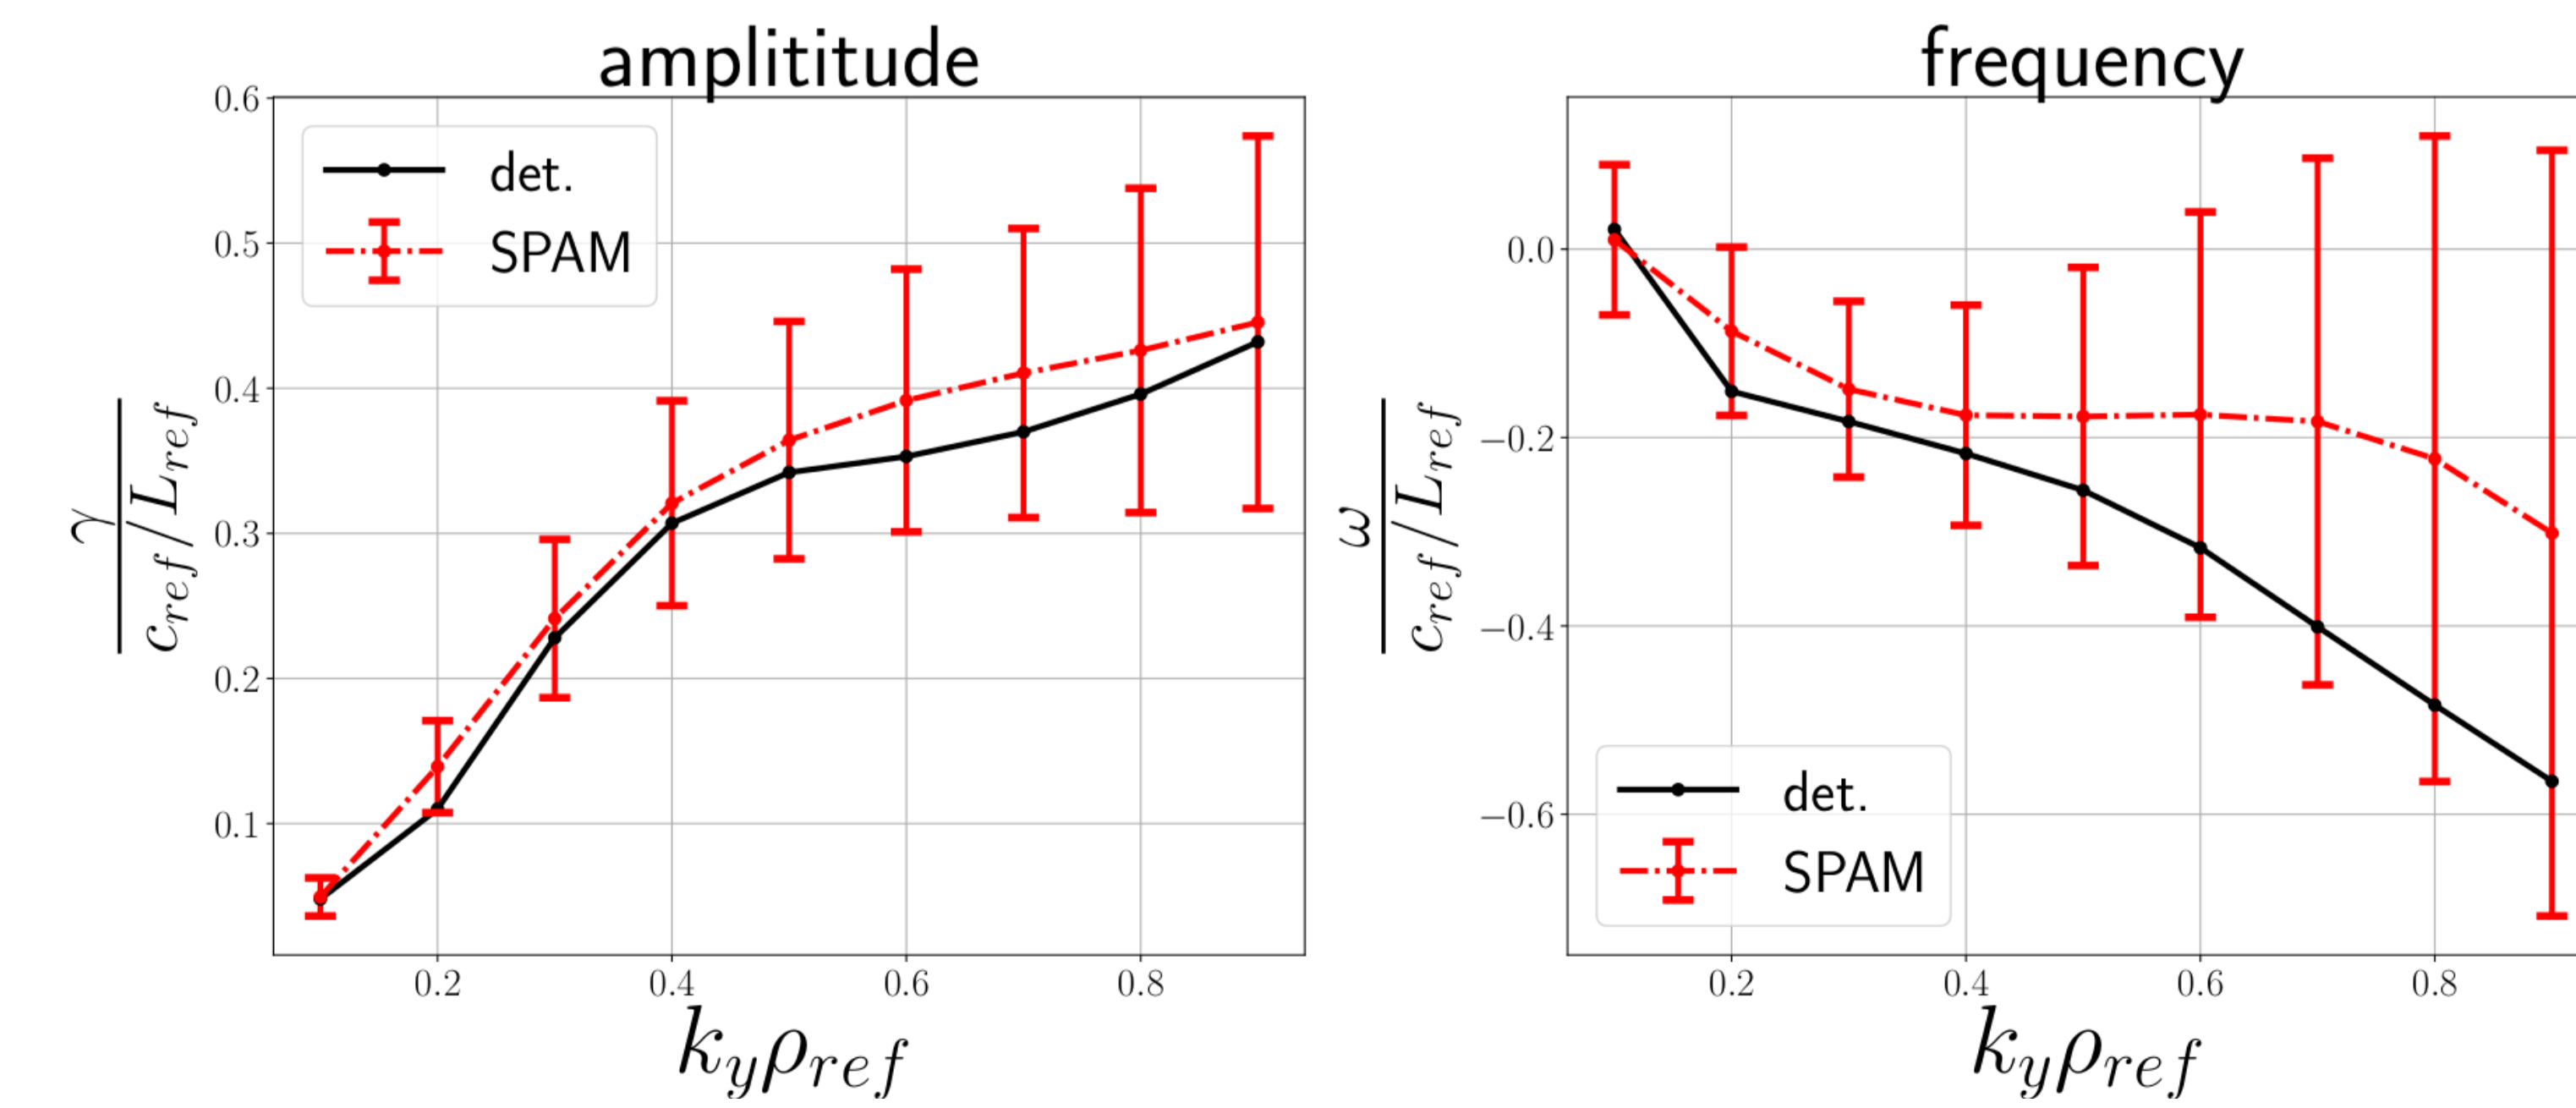 amplititude
0.6
0.5
0.4
0.3
0.2
0.1
det.
SPAM
γ
c_ref/L_ref
0.2 0.4 0.6 0.8
k_yρ_ref
frequency
0.0
−0.2
−0.4
−0.6
det.
SPAM
ω
c_ref/L_ref
0.2 0.4 0.6 0.8
k_yρ_ref